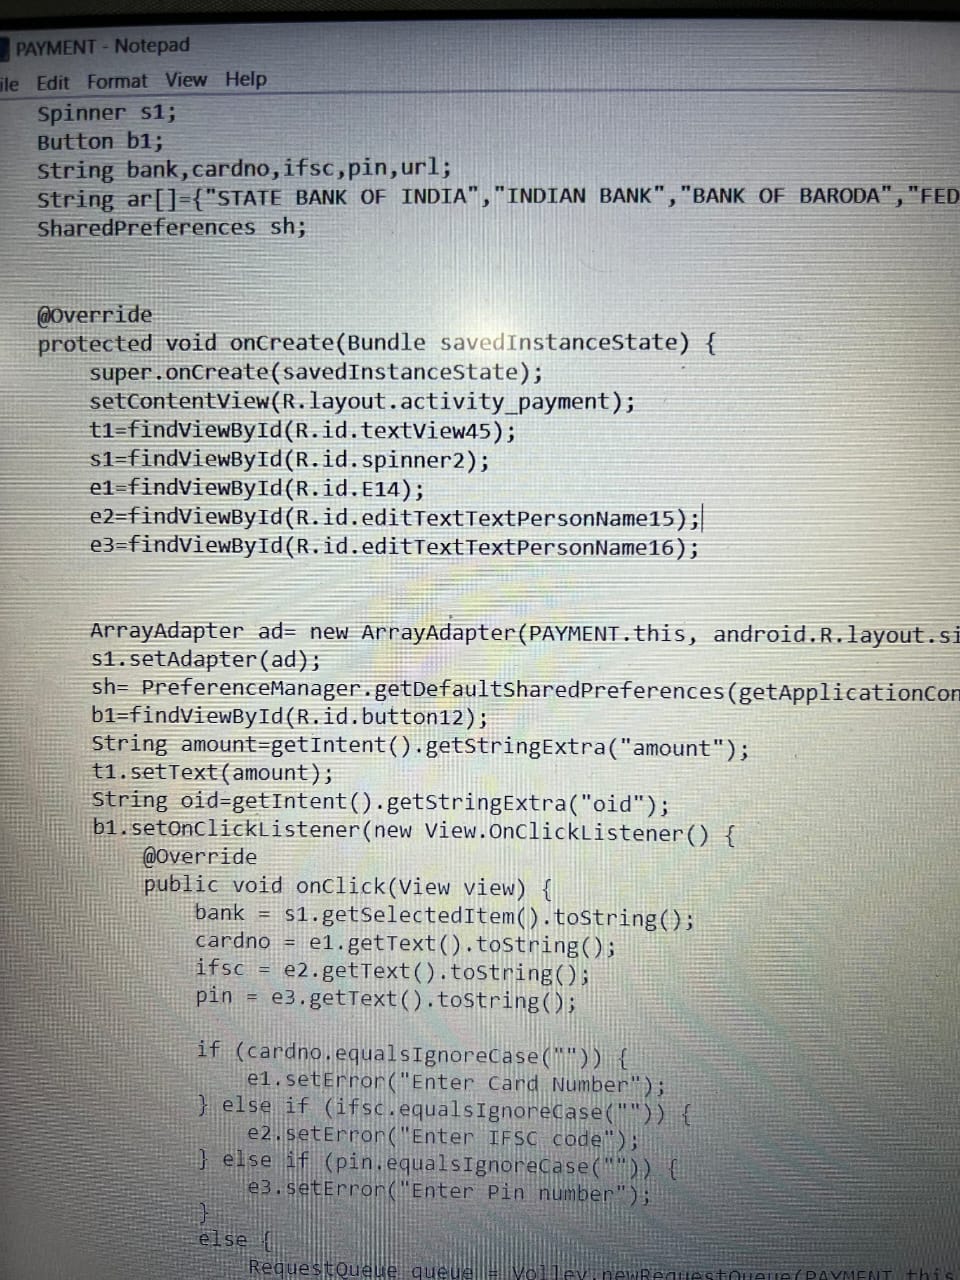 PAYMENT - Notepad
ile Edit Format View Help
Spinner s1;
Button b1;
String bank,cardno,ifsc,pin,url;
String ar[]={"STATE BANK OF INDIA","INDIAN BANK","BANK OF BARODA","FED
SharedPreferences sh;
@Override
protected void onCreate(Bundle savedInstanceState) {
super.onCreate(savedInstanceState);
setContentView(R.layout.activity_payment);
t1=findViewById(R.id.textView45);
s1=findViewById(R.id.spinner2);
e1=findViewById(R.id.E14);
e2=findViewById(R.id.editTextTextPersonName15);
e3=findViewById(R.id.editTextTextPersonName16);
ArrayAdapter ad= new ArrayAdapter(PAYMENT.this, android.R.layout.si
s1.setAdapter(ad);
sh= PreferenceManager.getDefaultSharedPreferences(getApplicationCon
b1=findViewById(R.id.button12);
String amount=getIntent().getStringExtra("amount");
t1.setText(amount);
String oid=getIntent().getStringExtra("oid");
b1.setOnClickListener(new View.OnClickListener() {
@Override
public void onClick(View view) {
bank = s1.getSelectedItem().toString();
cardno = e1.getText().toString();
ifsc = e2.getText().toString();
pin = e3.getText().toString();
if (cardno.equalsIgnoreCase("")) {
e1.setError("Enter Card Number");
} else if (ifsc.equalsIgnoreCase("")) {
e2.setError("Enter IFSC code");
} else if (pin.equalsIgnoreCase("")) {
e3.setError("Enter Pin number");
}
else {
RequestQueue queue = Volley.newRequestQueue(PAYMENT.this